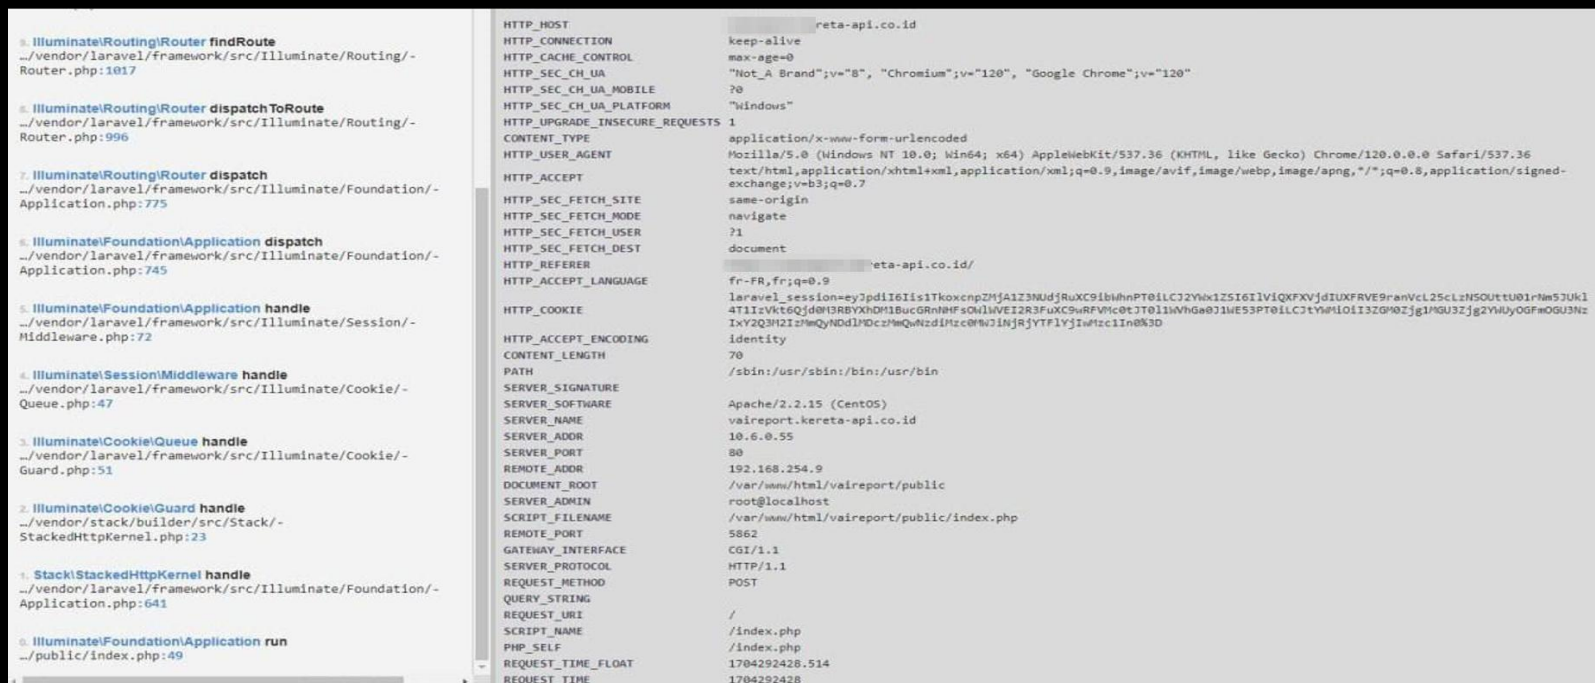 9. Illuminate\Routing\Router findRoute
…/vendor/laravel/framework/src/Illuminate/Routing/-
Router.php:1017
8. Illuminate\Routing\Router dispatchToRoute
…/vendor/laravel/framework/src/Illuminate/Routing/-
Router.php:996
7. Illuminate\Routing\Router dispatch
…/vendor/laravel/framework/src/Illuminate/Foundation/-
Application.php:775
6. Illuminate\Foundation\Application dispatch
…/vendor/laravel/framework/src/Illuminate/Foundation/-
Application.php:745
5. Illuminate\Foundation\Application handle
…/vendor/laravel/framework/src/Illuminate/Session/-
Middleware.php:72
4. Illuminate\Session\Middleware handle
…/vendor/laravel/framework/src/Illuminate/Cookie/-
Queue.php:47
3. Illuminate\Cookie\Queue handle
…/vendor/laravel/framework/src/Illuminate/Cookie/-
Guard.php:51
2. Illuminate\Cookie\Guard handle
…/vendor/stack/builder/src/Stack/-
StackedHttpKernel.php:23
1. Stack\StackedHttpKernel handle
…/vendor/laravel/framework/src/Illuminate/Foundation/-
Application.php:641
0. Illuminate\Foundation\Application run
…/public/index.php:49
HTTP_HOST reta-api.co.id
HTTP_CONNECTION keep-alive
HTTP_CACHE_CONTROL max-age=0
HTTP_SEC_CH_UA "Not_A Brand";v="8", "Chromium";v="120", "Google Chrome";v="120"
HTTP_SEC_CH_UA_MOBILE ?0
HTTP_SEC_CH_UA_PLATFORM "Windows"
HTTP_UPGRADE_INSECURE_REQUESTS 1
CONTENT_TYPE application/x-www-form-urlencoded
HTTP_USER_AGENT Mozilla/5.0 (Windows NT 10.0; Win64; x64) AppleWebKit/537.36 (KHTML, like Gecko) Chrome/120.0.0.0 Safari/537.36
HTTP_ACCEPT text/html,application/xhtml+xml,application/xml;q=0.9,image/avif,image/webp,image/apng,*/*;q=0.8,application/signed-
exchange;v=b3;q=0.7
HTTP_SEC_FETCH_SITE same-origin
HTTP_SEC_FETCH_MODE navigate
HTTP_SEC_FETCH_USER ?1
HTTP_SEC_FETCH_DEST document
HTTP_REFERER eta-api.co.id/
HTTP_ACCEPT_LANGUAGE fr-FR,fr;q=0.9
HTTP_COOKIE
HTTP_ACCEPT_ENCODING identity
CONTENT_LENGTH 70
PATH /sbin:/usr/sbin:/bin:/usr/bin
SERVER_SIGNATURE
SERVER_SOFTWARE Apache/2.2.15 (CentOS)
SERVER_NAME vaireport.kereta-api.co.id
SERVER_ADDR 10.6.0.55
SERVER_PORT 80
REMOTE_ADDR 192.168.254.9
DOCUMENT_ROOT /var/www/html/vaireport/public
SERVER_ADMIN root@localhost
SCRIPT_FILENAME /var/www/html/vaireport/public/index.php
REMOTE_PORT 5862
GATEWAY_INTERFACE CGI/1.1
SERVER_PROTOCOL HTTP/1.1
REQUEST_METHOD POST
QUERY_STRING
REQUEST_URI /
SCRIPT_NAME /index.php
PHP_SELF /index.php
REQUEST_TIME_FLOAT 1704292428.514
REQUEST_TIME 1704292428